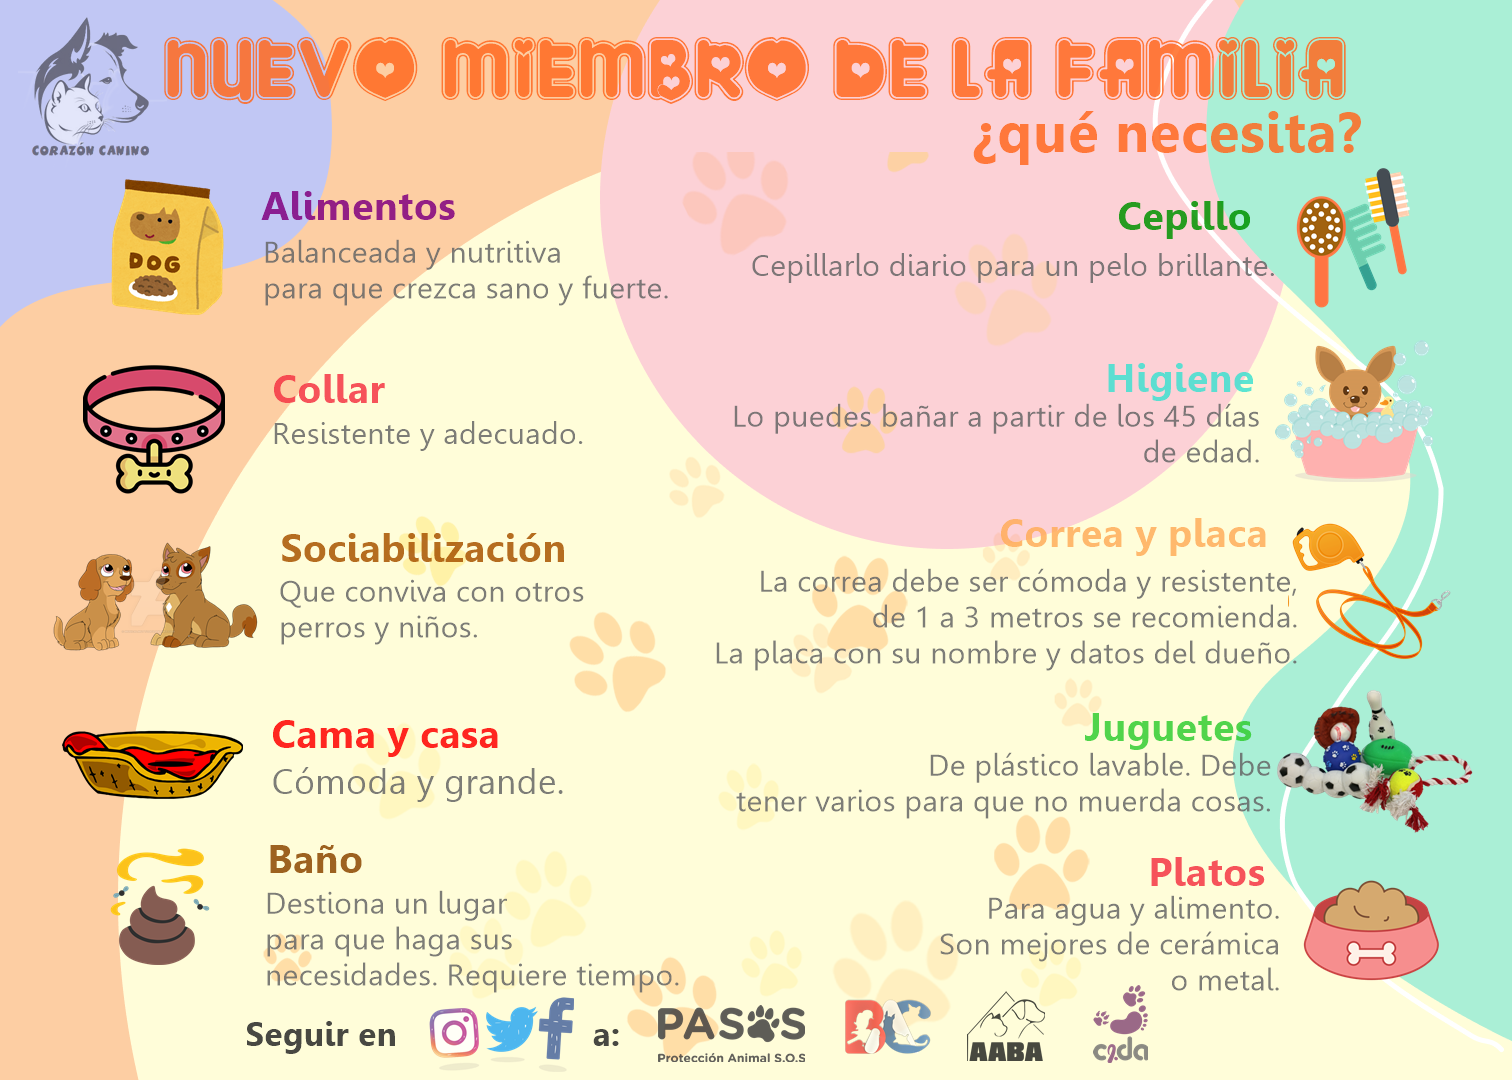 CORAZÓN CANINO
NUEVO MIEMBRO DE LA FAMILIA
¿qué necesita?
DOG
Alimentos
Balanceada y nutritiva
para que crezca sano y fuerte.
Collar
Resistente y adecuado.
Sociabilización
Que conviva con otros
perros y niños.
Cama y casa
Cómoda y grande.
Baño
Destiona un lugar
para que haga sus
necesidades. Requiere tiempo.
Cepillo
Cepillarlo diario para un pelo brillante.
Higiene
Lo puedes bañar a partir de los 45 días
de edad.
Correa y placa
La correa debe ser cómoda y resistente,
de 1 a 3 metros se recomienda.
La placa con su nombre y datos del dueño.
Juguetes
De plástico lavable. Debe
tener varios para que no muerda cosas.
Platos
Para agua y alimento.
Son mejores de cerámica
o metal.
Seguir en f a:
PASOS
Protección Animal S.O.S
BC
AABA
cida